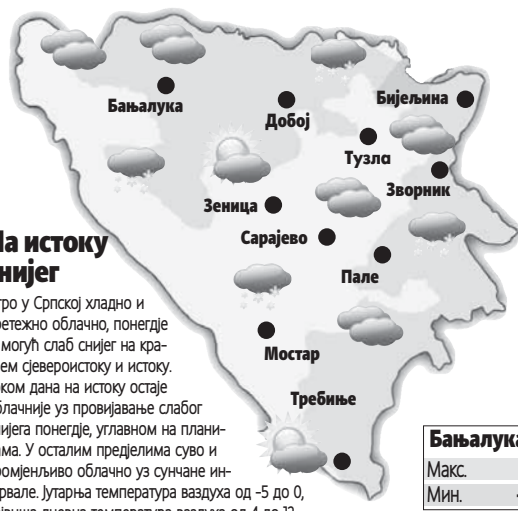 Бањалука
Добој
Бијељина
Тузла
Зворник
Зеница
Сарајево
Пале
Мостар
Требиње
На истоку
снијег
тро у Српској хладно и
ретежно облачно, понегдје
могућ слаб снијег на кра-
ем сјевероистоку и истоку.
ком дана на истоку остаје
блачније уз провијавање слабог
нијега понегдје, углавном на плани-
ама. У осталим предјелима суво и
ромјенљиво облачно уз сунчане ин-
рвале. Јутарња температура ваздуха од -5 до 0,
Бањалука
Макс.
Мин.